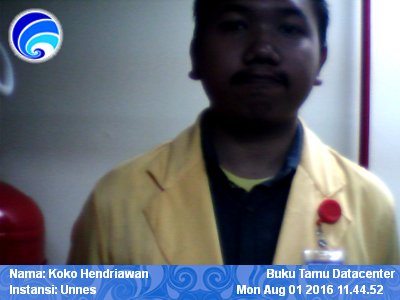 Nama: Koko Hendriawan
Buku Tamu Datacenter
Instansi: Unnes
Mon Aug 01 2016 11.44.52